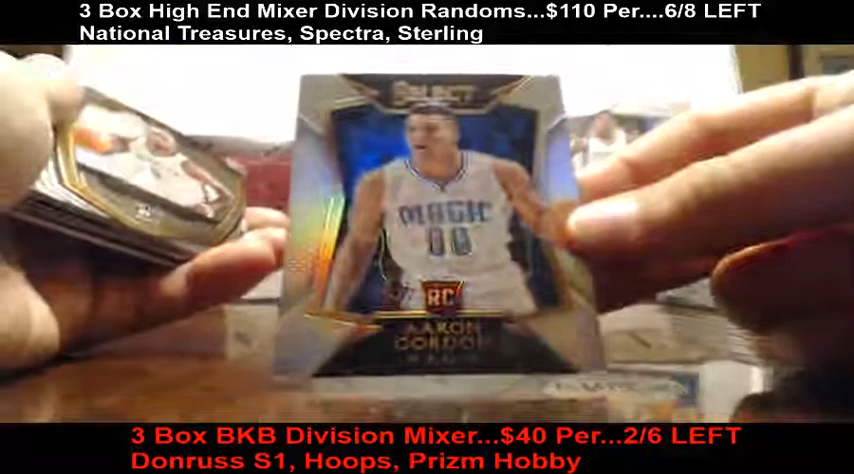 3 Box High End Mixer Division Randoms...$110 Per....6/8 LEFT
National Treasures, Spectra, Sterling
SELECT
MAGIC
00
RC
AARON
GORDON
3 Box BKB Division Mixer...$40 Per...2/6 LEFT
Donruss S1, Hoops, Prizm Hobby